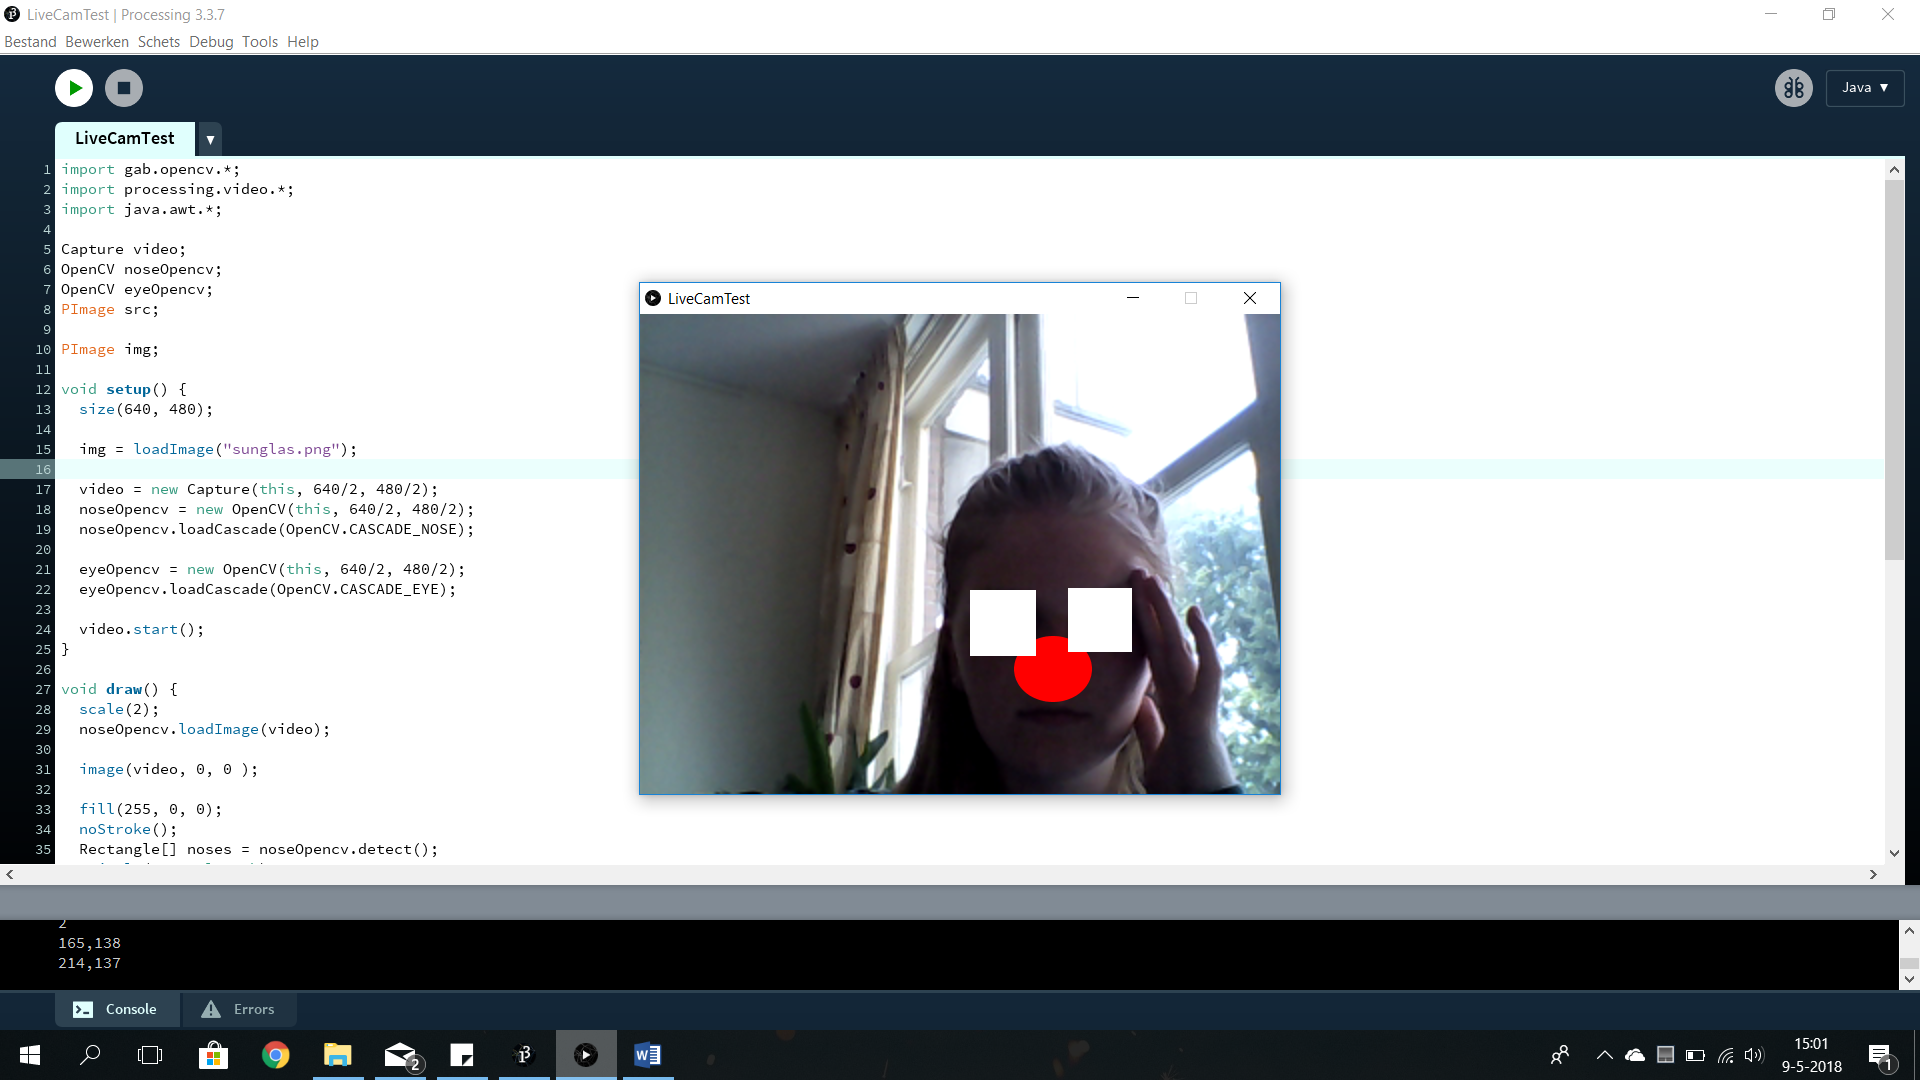 LiveCamTest | Processing 3.3.7
Bestand Bewerken Schets Debug Tools Help
Java ▼
LiveCamTest ▼
1 import gab.opencv.*;
2 import processing.video.*;
3 import java.awt.*;
4
5 Capture video;
6 OpenCV noseOpencv;
7 OpenCV eyeOpencv;
8 PImage src;
9
10 PImage img;
11
12 void setup() {
13 size(640, 480);
14
15 img = loadImage("sunglas.png");
16
17 video = new Capture(this, 640/2, 480/2);
18 noseOpencv = new OpenCV(this, 640/2, 480/2);
19 noseOpencv.loadCascade(OpenCV.CASCADE_NOSE);
20
21 eyeOpencv = new OpenCV(this, 640/2, 480/2);
22 eyeOpencv.loadCascade(OpenCV.CASCADE_EYE);
23
24 video.start();
25 }
26
27 void draw() {
28 scale(2);
29 noseOpencv.loadImage(video);
30
31 image(video, 0, 0 );
32
33 fill(255, 0, 0);
34 noStroke();
35 Rectangle[] noses = noseOpencv.detect();
LiveCamTest
2
165,138
214,137
Console
Errors
2
15:01
9-5-2018
1